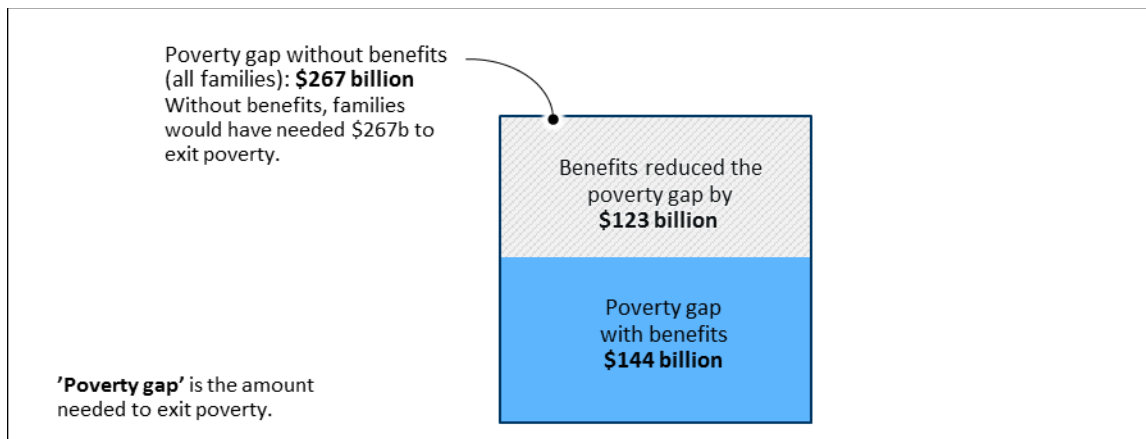 Poverty gap without benefits
(all families): $267 billion
Without benefits, families
would have needed $267b to
exit poverty.
Benefits reduced the
poverty gap by
$123 billion
Poverty gap
with benefits
$144 billion
’Poverty gap’ is the amount
needed to exit poverty.